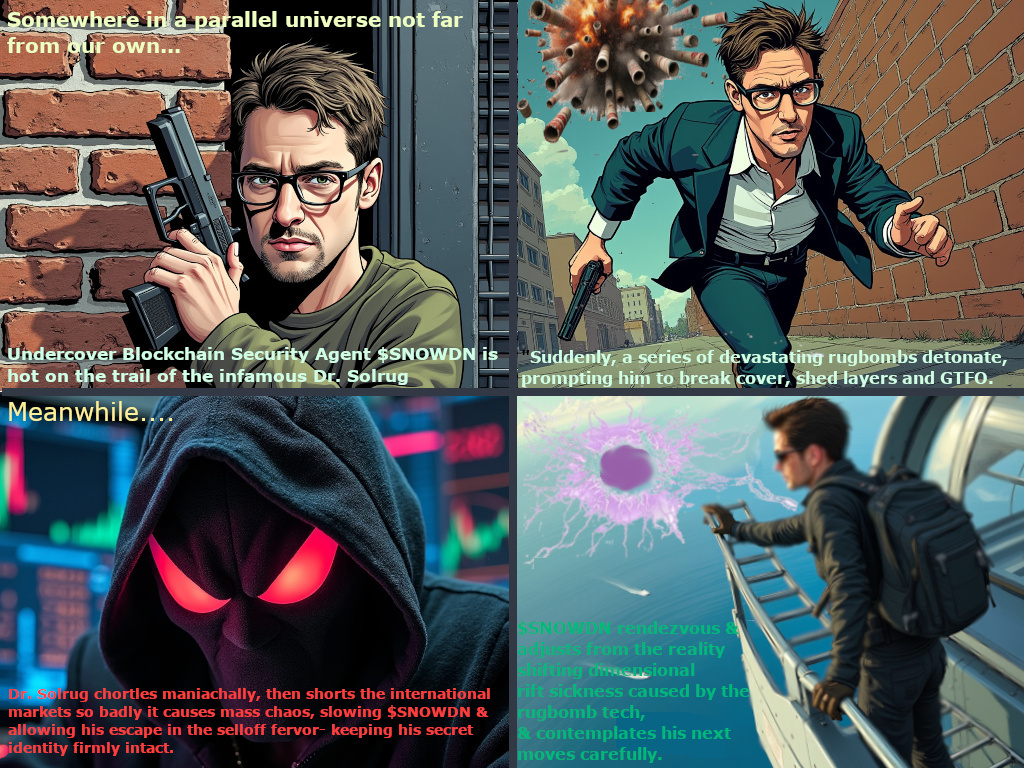 Somewhere in a parallel universe not far
from our own...
Undercover Blockchain Security Agent $SNOWDN is
hot on the trail of the infamous Dr. Solrug
Suddenly, a series of devastating rugbombs detonate,
prompting him to break cover, shed layers and GTFO.
Meanwhile....
Dr. Solrug chortles maniachally, then shorts the international
markets so badly it causes mass chaos, slowing $SNOWDN &
allowing his escape in the selloff fervor- keeping his secret
identity firmly intact.
$SNOWDN rendezvous &
adjusts from the reality
shifting dimensional
rift sickness caused by the
rugbomb tech,
& contemplates his next
moves carefully.